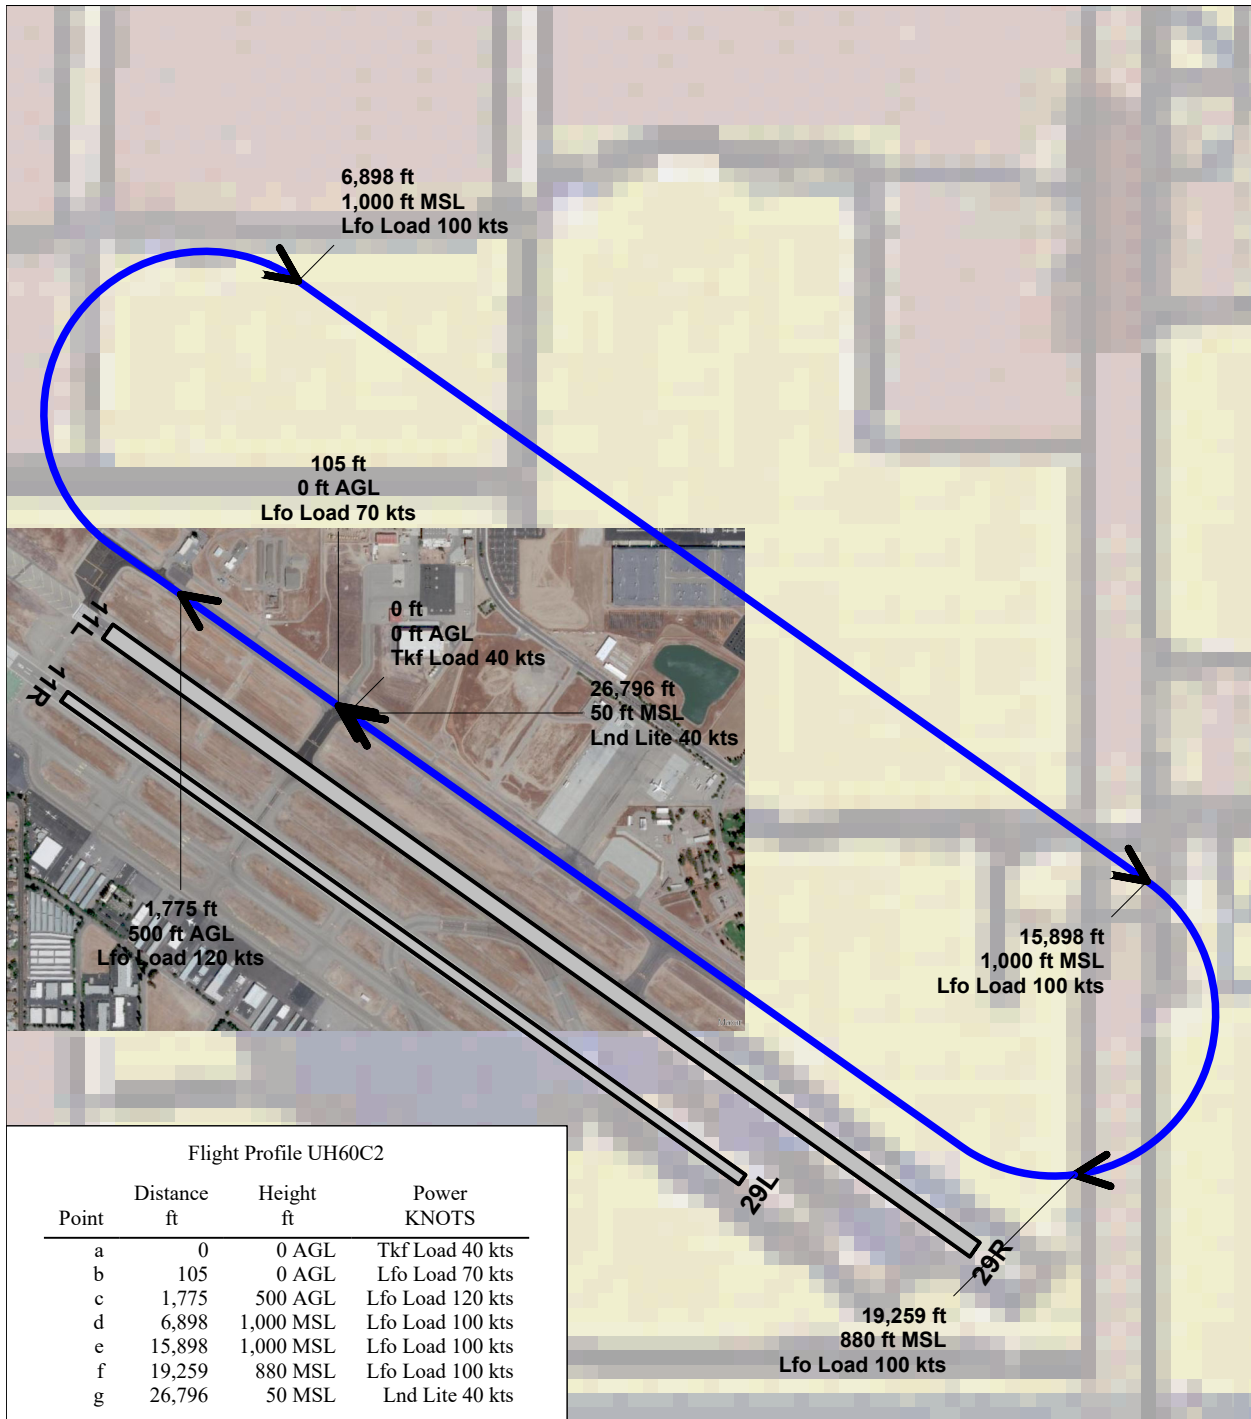 6,898 ft
1,000 ft MSL
Lfo Load 100 kts
105 ft
0 ft AGL
Lfo Load 70 kts
0 ft
0 ft AGL
Tkf Load 40 kts
11L
11R
26,796 ft
50 ft MSL
Lnd Lite 40 kts
1,775 ft
500 ft AGL
Lfo Load 120 kts
15,898 ft
1,000 ft MSL
Lfo Load 100 kts
29L
29R
19,259 ft
880 ft MSL
Lfo Load 100 kts
Flight Profile UH60C2
Distance Height Power
Point ft ft KNOTS
a 0 0 AGL Tkf Load 40 kts
b 105 0 AGL Lfo Load 70 kts
c 1,775 500 AGL Lfo Load 120 kts
d 6,898 1,000 MSL Lfo Load 100 kts
e 15,898 1,000 MSL Lfo Load 100 kts
f 19,259 880 MSL Lfo Load 100 kts
g 26,796 50 MSL Lnd Lite 40 kts